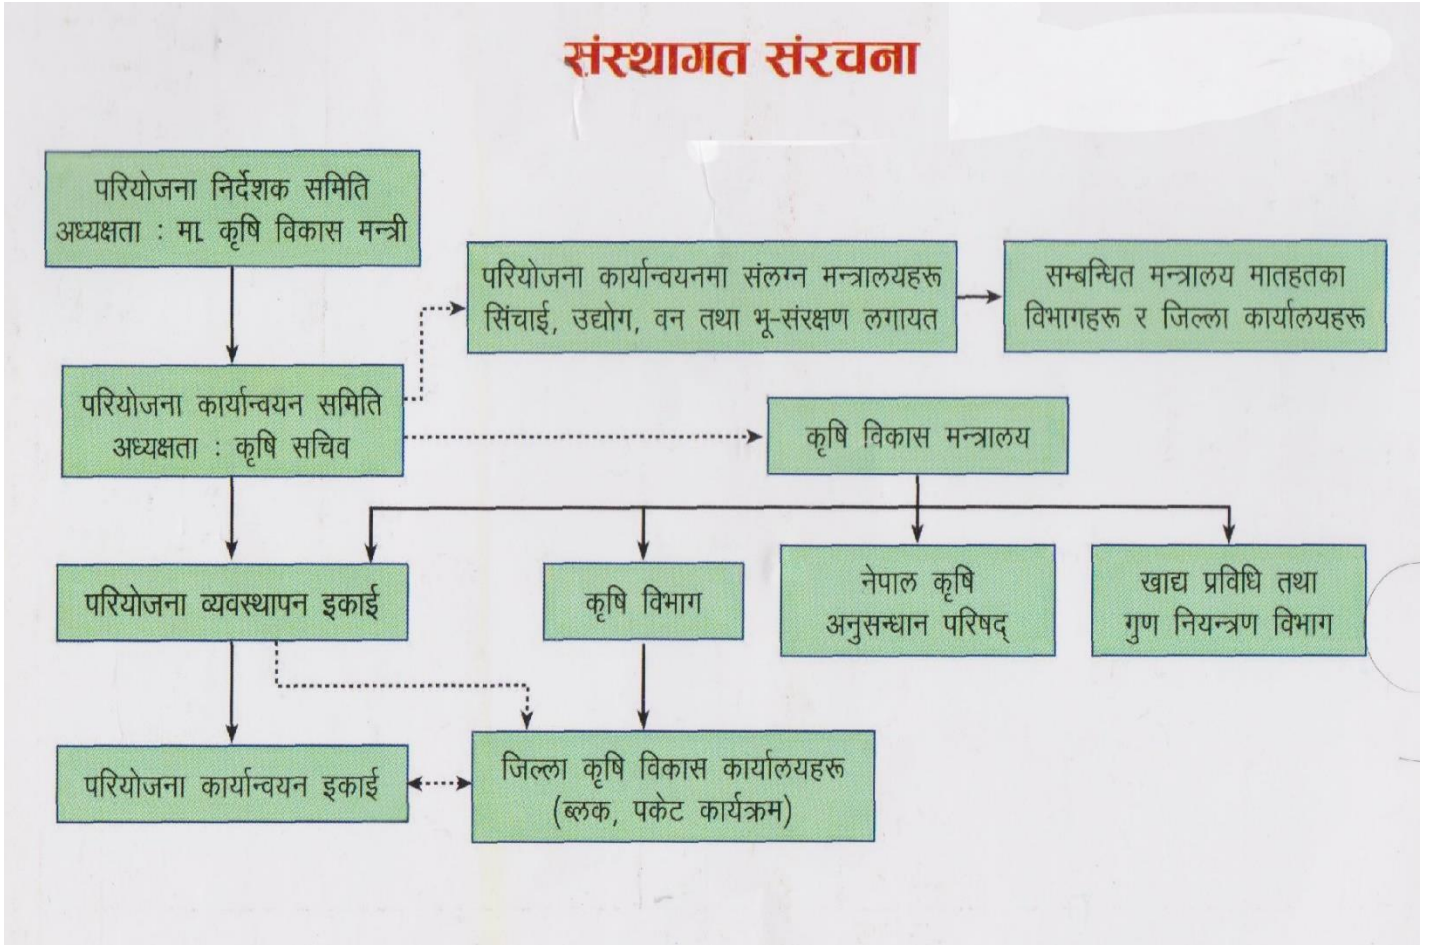 संस्थागत संरचना
परियोजना निर्देशक समिति
अध्यक्षता : मा. कृषि विकास मन्त्री
परियोजना कार्यान्वयनमा संलग्न मन्त्रालयहरू
सिंचाई, उद्योग, वन तथा भू-संरक्षण लगायत
सम्बन्धित मन्त्रालय मातहतका
विभागहरू र जिल्ला कार्यालयहरू
परियोजना कार्यान्वयन समिति
अध्यक्षता : कृषि सचिव
कृषि विकास मन्त्रालय
परियोजना व्यवस्थापन इकाई
कृषि विभाग
नेपाल कृषि
अनुसन्धान परिषद्
खाद्य प्रविधि तथा
गुण नियन्त्रण विभाग
परियोजना कार्यान्वयन इकाई
जिल्ला कृषि विकास कार्यालयहरू
(ब्लक, पकेट कार्यक्रम)